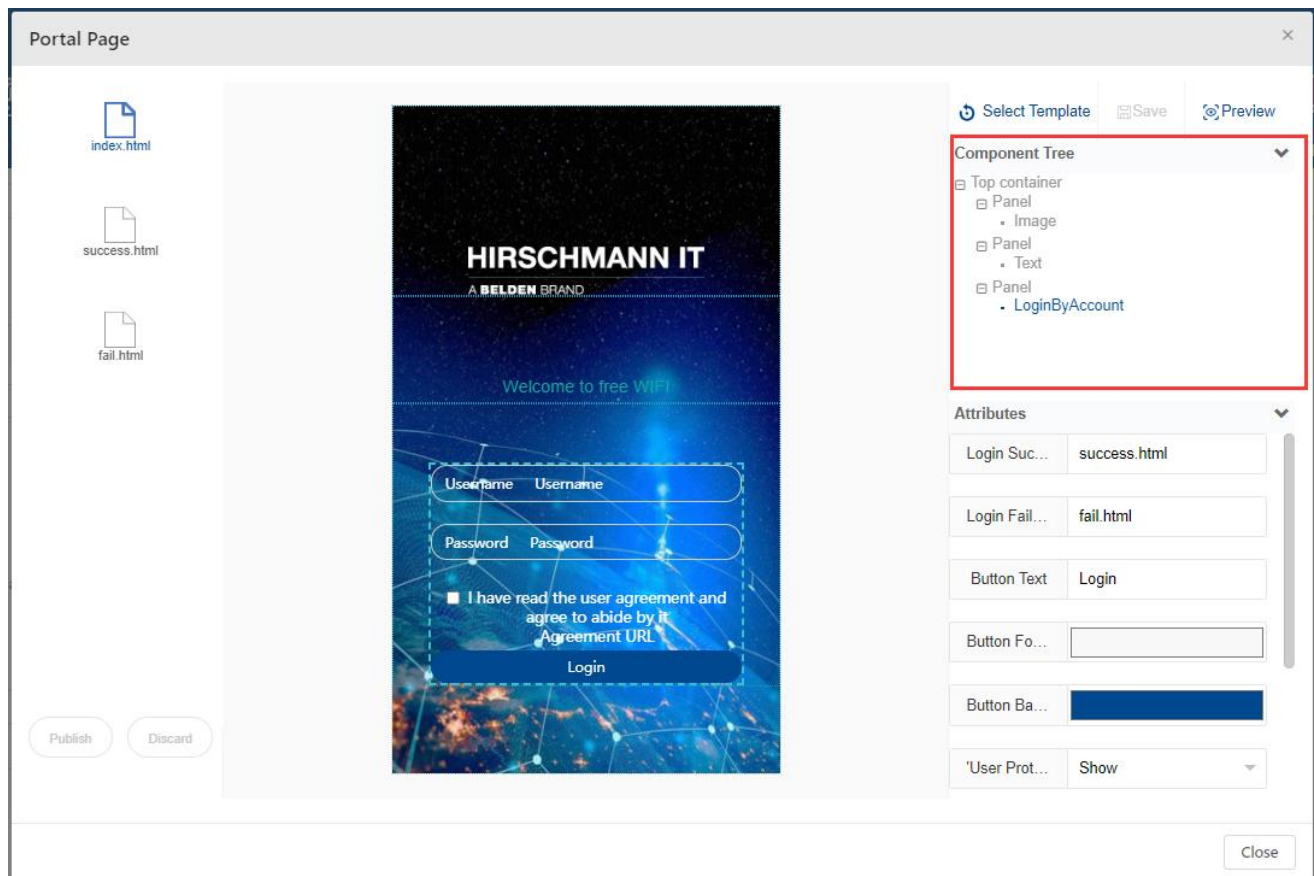 Portal Page
index.html
success.html
fail.html
Publish
Discard
HIRSCHMANN IT
A BELDEN BRAND
Welcome to free WIFI
Username Username
Password Password
I have read the user agreement and
agree to abide by it
Agreement URL
Login
Select Template
Save
Preview
Component Tree
Top container
Panel
Image
Panel
Text
Panel
LoginByAccount
Attributes
Login Suc... success.html
Login Fail... fail.html
Button Text Login
Button Fo...
Button Ba...
'User Prot... Show
Close